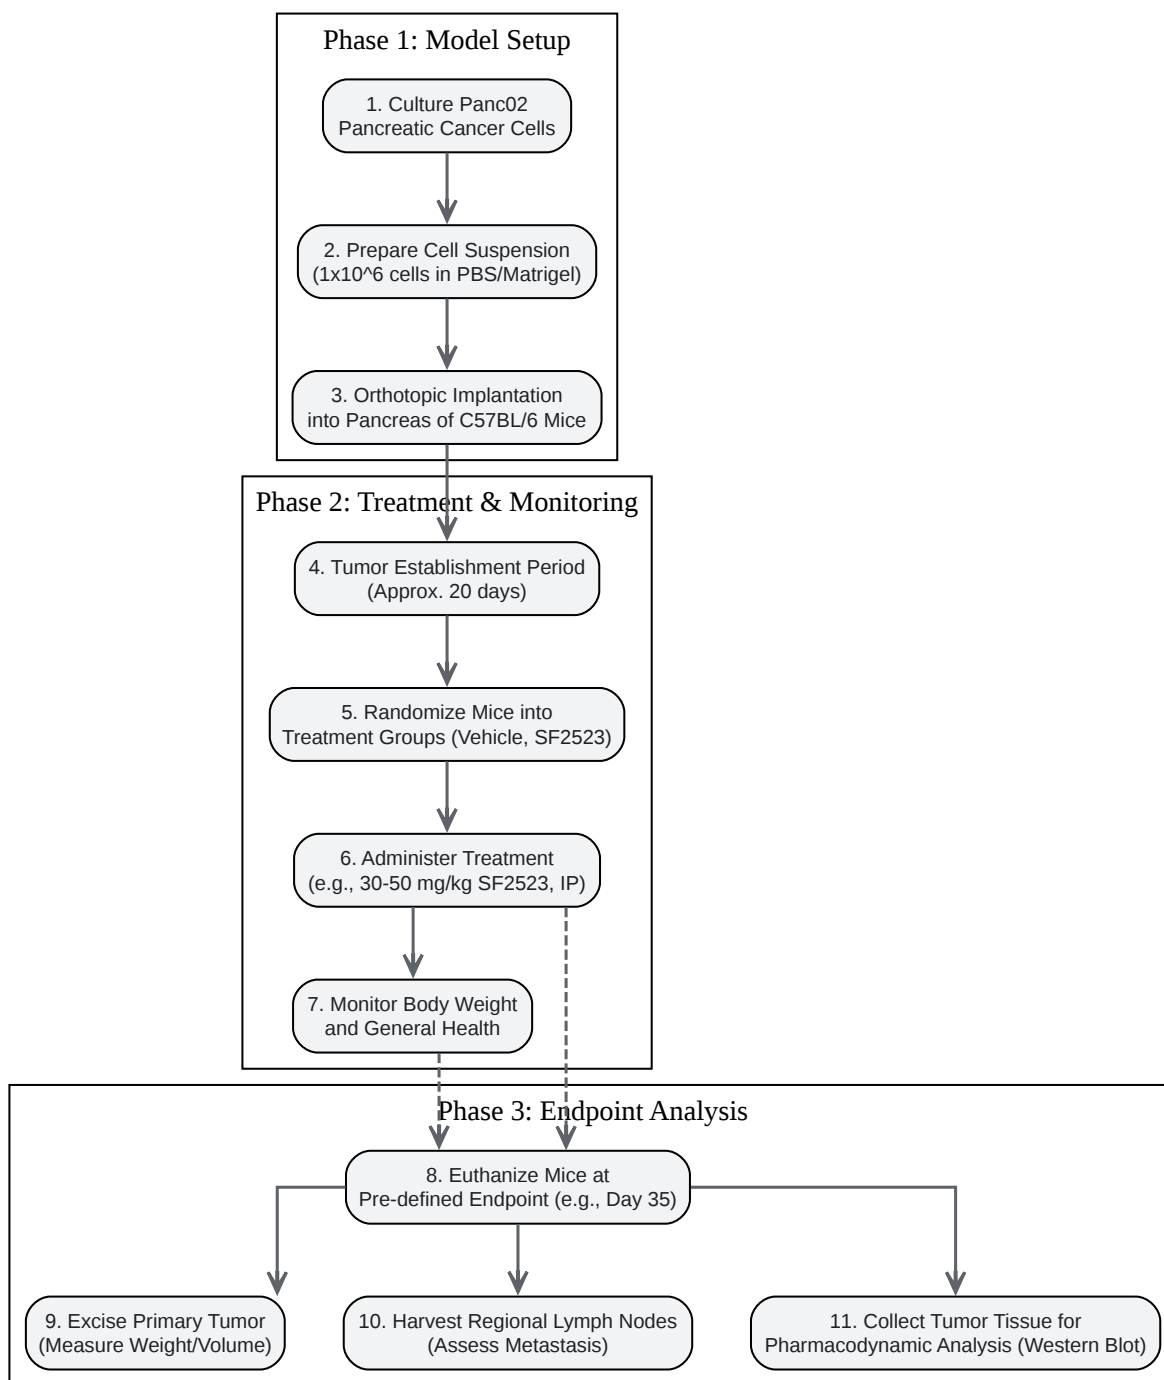 Phase 1: Model Setup
1. Culture Panc02
Pancreatic Cancer Cells
2. Prepare Cell Suspension
(1x10^6 cells in PBS/Matrigel)
3. Orthotopic Implantation
into Pancreas of C57BL/6 Mice
Phase 2: Treatment & Monitoring
4. Tumor Establishment Period
(Approx. 20 days)
5. Randomize Mice into
Treatment Groups (Vehicle, SF2523)
6. Administer Treatment
(e.g., 30-50 mg/kg SF2523, IP)
7. Monitor Body Weight
and General Health
Phase 3: Endpoint Analysis
8. Euthanize Mice at
Pre-defined Endpoint (e.g., Day 35)
9. Excise Primary Tumor
(Measure Weight/Volume)
10. Harvest Regional Lymph Nodes
(Assess Metastasis)
11. Collect Tumor Tissue for
Pharmacodynamic Analysis (Western Blot)